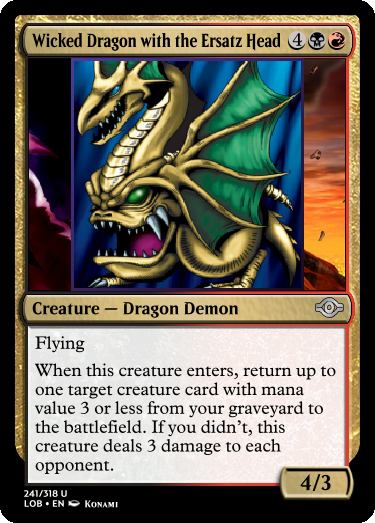 Wicked Dragon with the Ersatz Head 4
Creature — Dragon Demon
Flying
When this creature enters, return up to
one target creature card with mana
value 3 or less from your graveyard to
the battlefield. If you didn't, this
creature deals 3 damage to each
opponent.
4/3
241/318 U
LOB • EN Konami